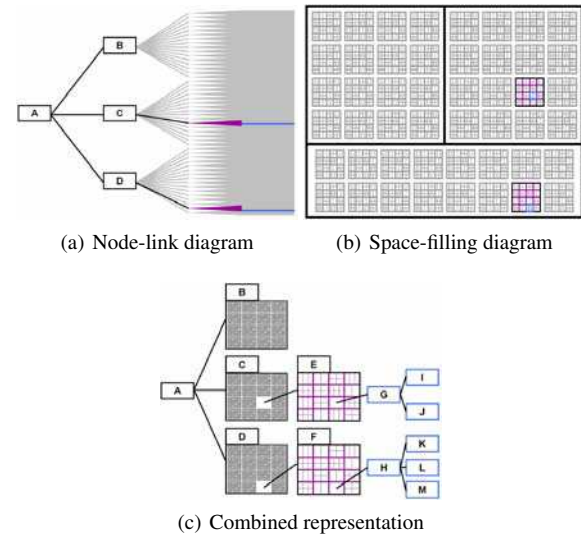 B
A
C
D
(a) Node-link diagram
(b) Space-filling diagram
B
C
E
I
A
G
J
D
F
K
H
L
M
(c) Combined representation